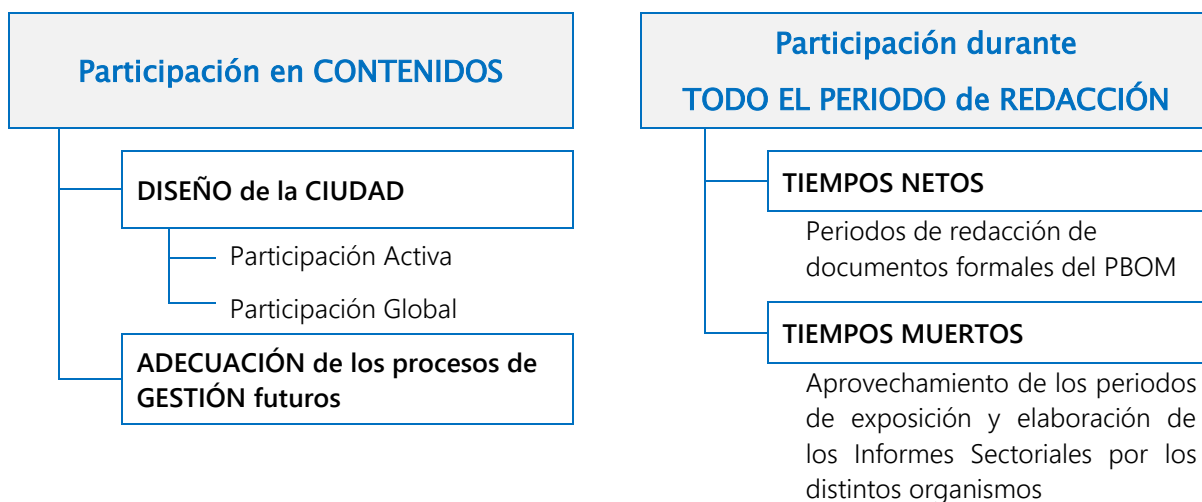 Participación en CONTENIDOS
DISEÑO de la CIUDAD
Participación Activa
Participación Global
ADECUACIÓN de los procesos de
GESTIÓN futuros
Participación durante
TODO EL PERIODO de REDACCIÓN
TIEMPOS NETOS
Periodos de redacción de
documentos formales del PBOM
TIEMPOS MUERTOS
Aprovechamiento de los periodos
de exposición y elaboración de
los Informes Sectoriales por los
distintos organismos